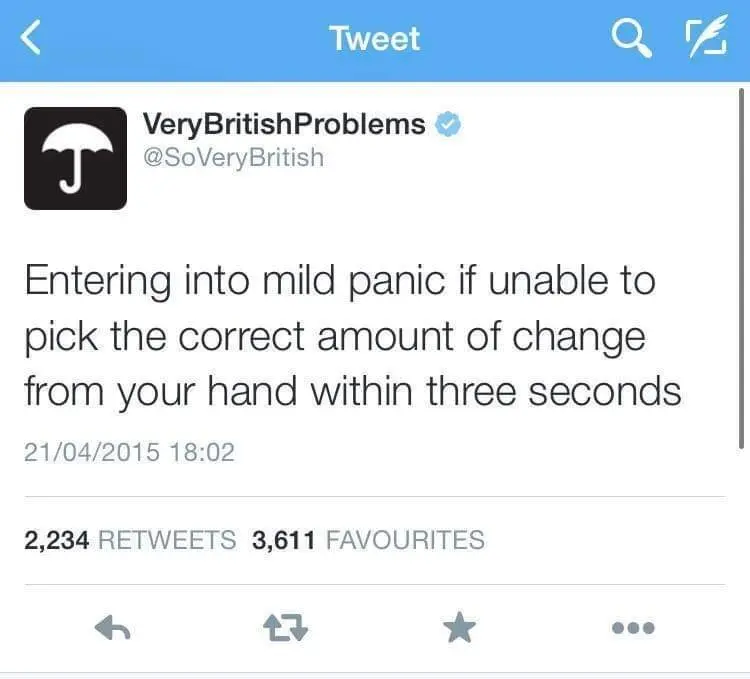 Tweet
VeryBritishProblems
@SoVeryBritish
Entering into mild panic if unable to
pick the correct amount of change
from your hand within three seconds
21/04/2015 18:02
2,234 RETWEETS 3,611 FAVOURITES